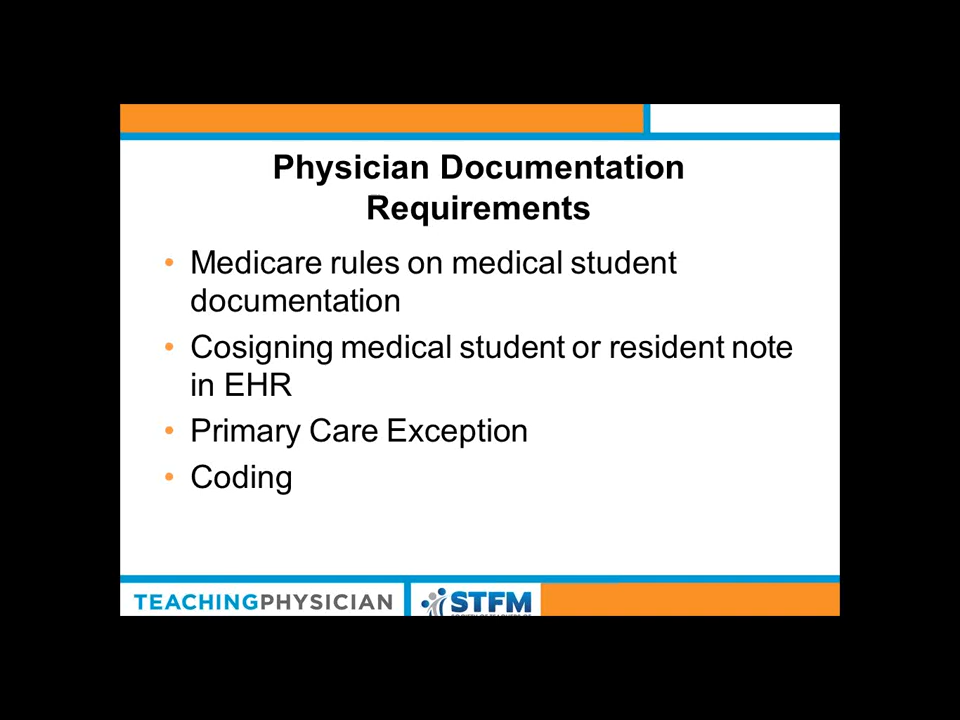 Physician Documentation
Requirements
• Medicare rules on medical student
documentation
• Cosigning medical student or resident note
in EHR
• Primary Care Exception
• Coding
TEACHINGPHYSICIAN
STFM